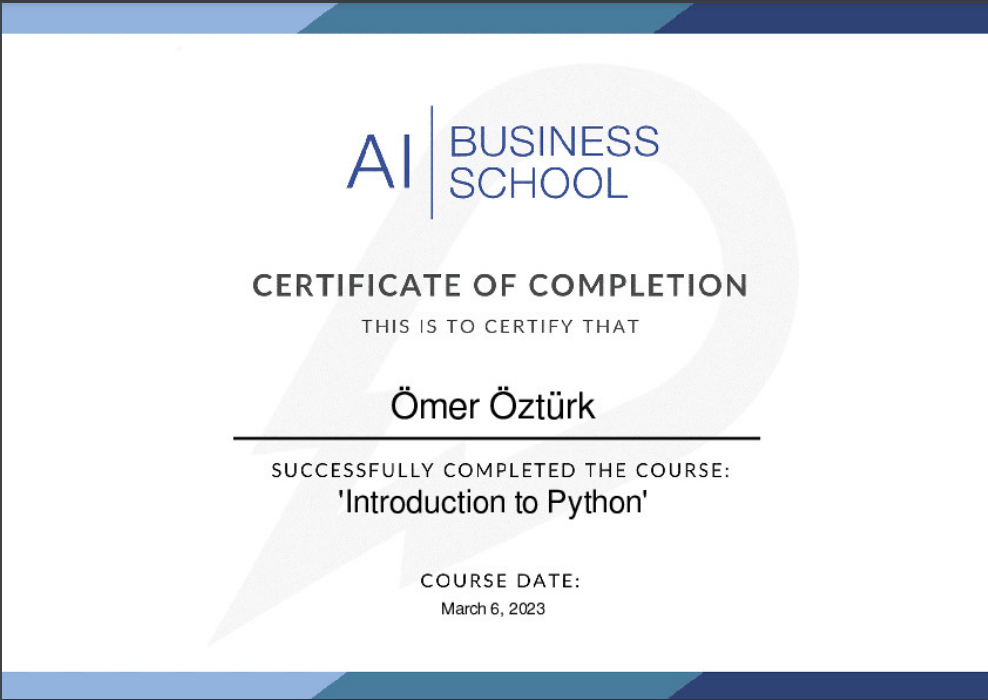 AI BUSINESS
SCHOOL
CERTIFICATE OF COMPLETION
THIS IS TO CERTIFY THAT
Ömer Öztürk
SUCCESSFULLY COMPLETED THE COURSE:
'Introduction to Python'
COURSE DATE:
March 6, 2023